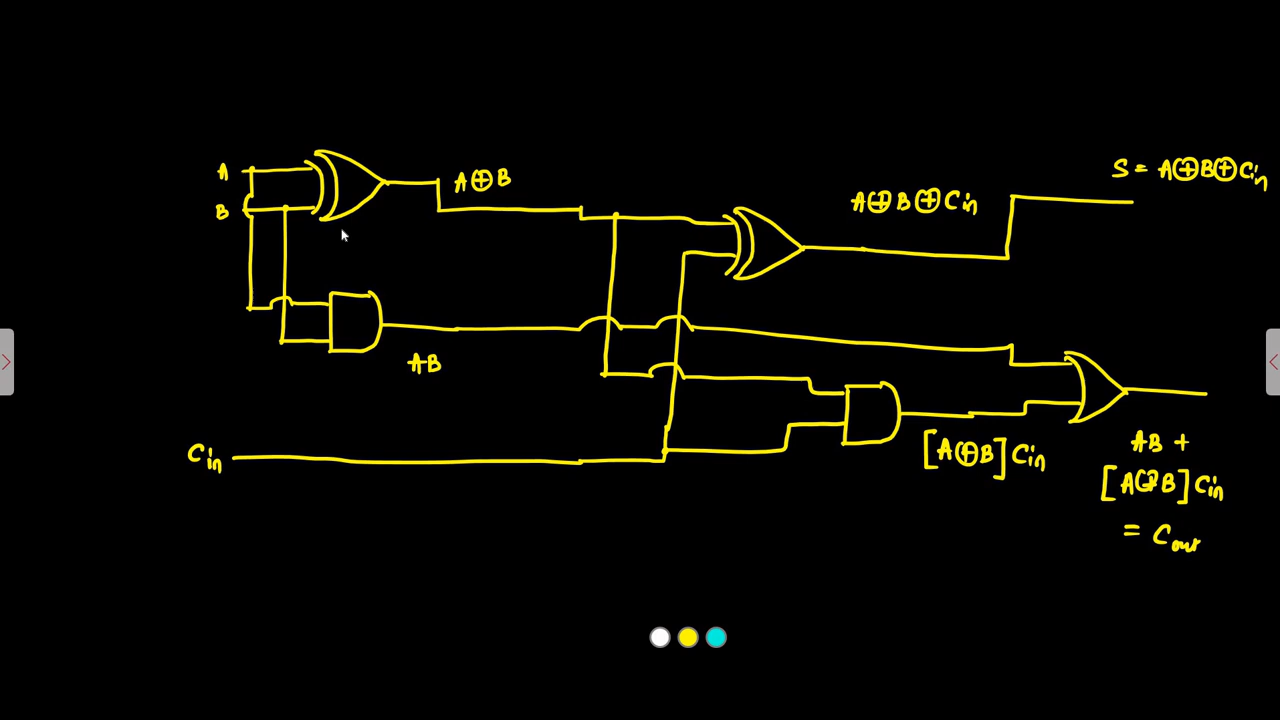 A
B
A⊕B
A⊕B⊕Cin
S = A⊕B⊕Cin
AB
Cin
[A⊕B]Cin
AB +
[A⊕B]Cin
= Cout